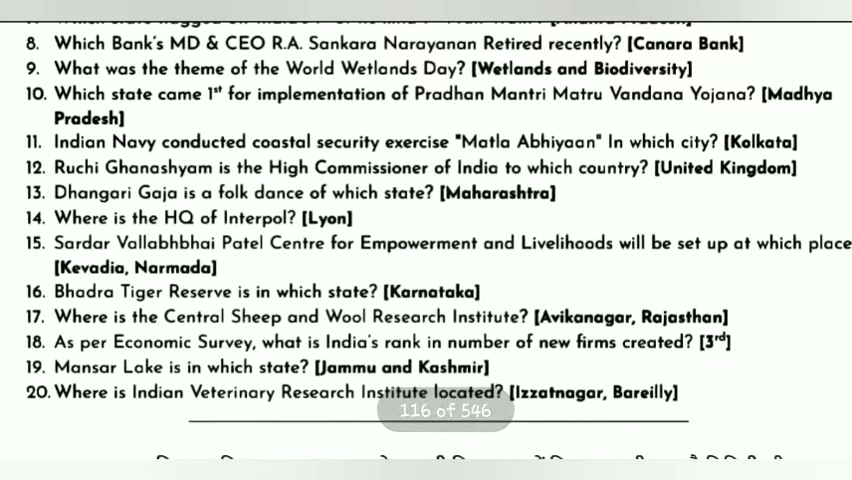 8. Which Bank's MD & CEO R.A. Sankara Narayanan Retired recently? [Canara Bank]
9. What was the theme of the World Wetlands Day? [Wetlands and Biodiversity]
10. Which state came 1st for implementation of Pradhan Mantri Matru Vandana Yojana? [Madhya
Pradesh]
11. Indian Navy conducted coastal security exercise "Matla Abhiyaan" In which city? [Kolkata]
12. Ruchi Ghanashyam is the High Commissioner of India to which country? [United Kingdom]
13. Dhangari Gaja is a folk dance of which state? [Maharashtra]
14. Where is the HQ of Interpol? [Lyon]
15. Sardar Vallabhbhai Patel Centre for Empowerment and Livelihoods will be set up at which place
[Kevadia, Narmada]
16. Bhadra Tiger Reserve is in which state? [Karnataka]
17. Where is the Central Sheep and Wool Research Institute? [Avikanagar, Rajasthan]
18. As per Economic Survey, what is India's rank in number of new firms created? [3rd]
19. Mansar Lake is in which state? [Jammu and Kashmir]
20. Where is Indian Veterinary Research Institute located? [Izzatnagar, Bareilly]
116 of 546